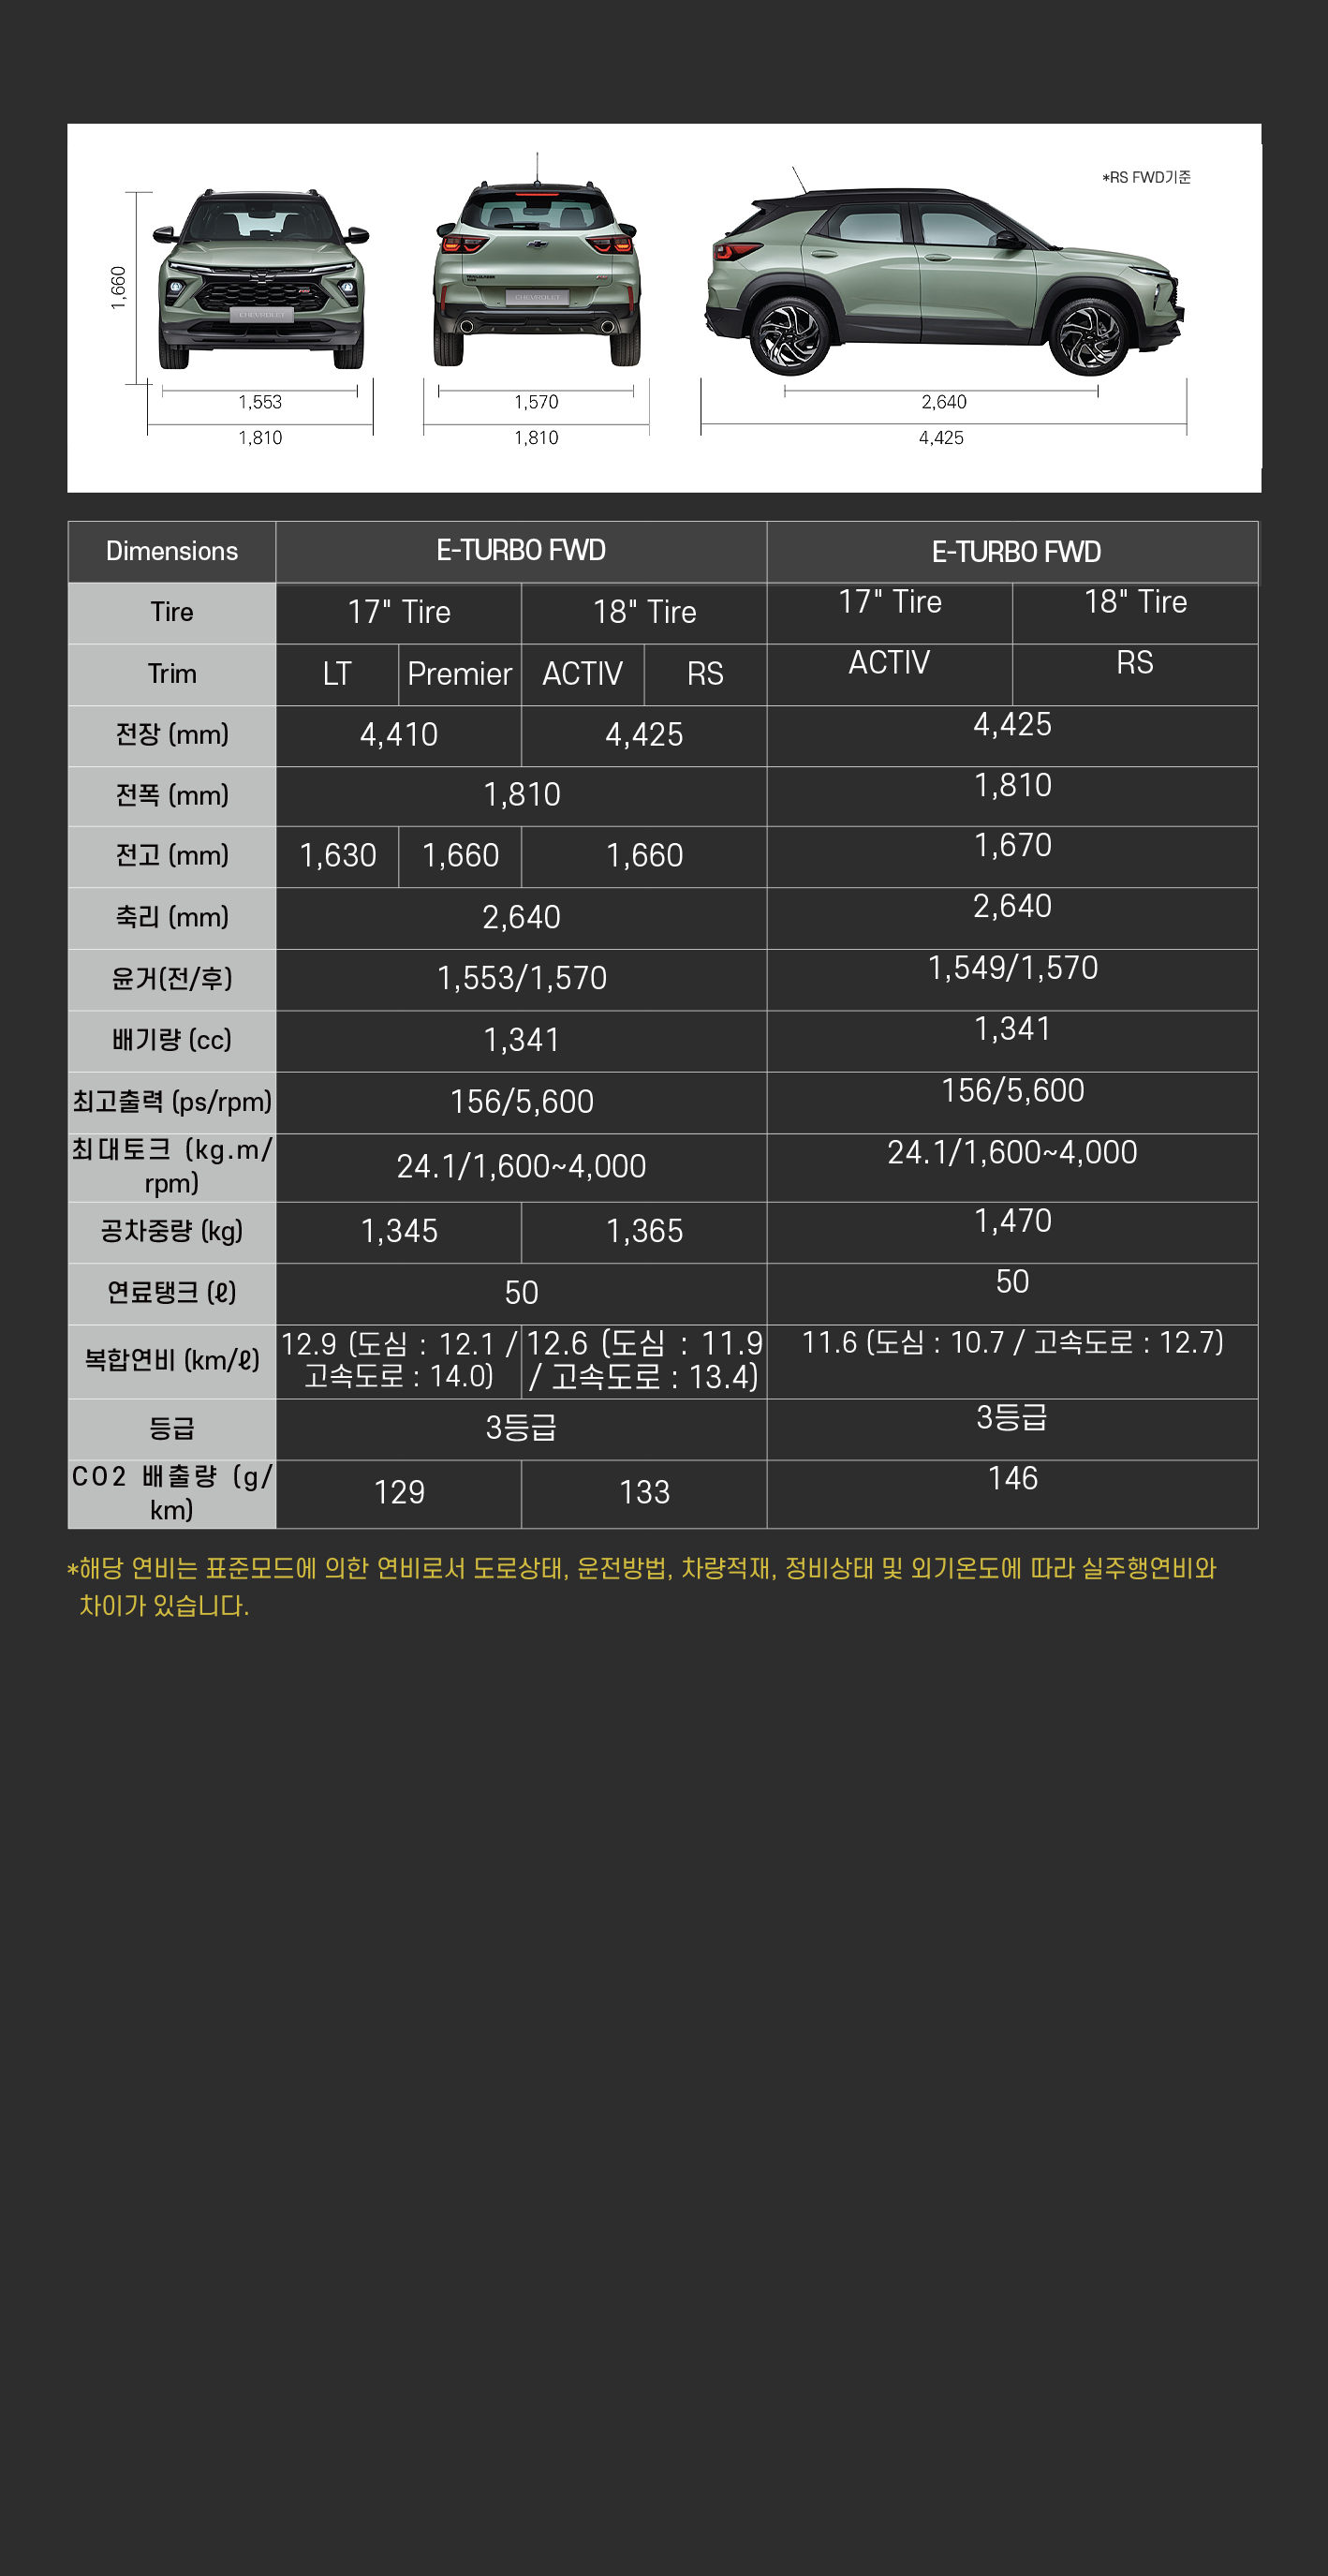 *RS FWD기준
1,660
CHEVROLET
CHEVROLET
1,553
1,570
2,640
1,810
1,810
4,425
Dimensions E-TURBO FWD E-TURBO FWD
Tire 17" Tire 18" Tire 17" Tire 18" Tire
Trim LT Premier ACTIV RS ACTIV RS
전장 (mm) 4,410 4,425 4,425
전폭 (mm) 1,810 1,810
전고 (mm) 1,630 1,660 1,660 1,670
축리 (mm) 2,640 2,640
윤거(전/후) 1,553/1,570 1,549/1,570
배기량 (cc) 1,341 1,341
최고출력 (ps/rpm) 156/5,600 156/5,600
최대토크 (kg.m/
rpm) 24.1/1,600~4,000 24.1/1,600~4,000
공차중량 (kg) 1,345 1,365 1,470
연료탱크 (ℓ) 50 50
복합연비 (km/ℓ) 12.9 (도심 : 12.1 /
고속도로 : 14.0) 12.6 (도심 : 11.9
/ 고속도로 : 13.4) 11.6 (도심 : 10.7 / 고속도로 : 12.7)
등급 3등급 3등급
CO2 배출량 (g/
km) 129 133 146
*해당 연비는 표준모드에 의한 연비로서 도로상태, 운전방법, 차량적재, 정비상태 및 외기온도에 따라 실주행연비와
차이가 있습니다.